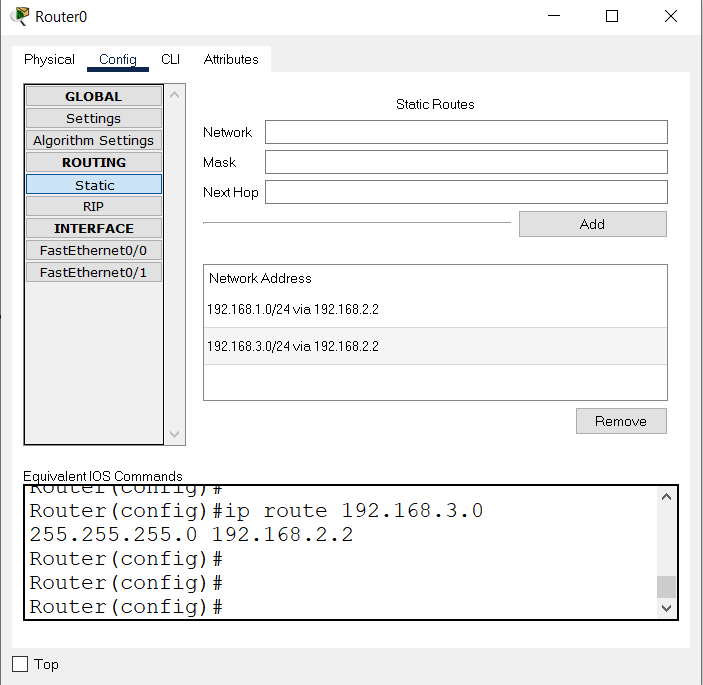 Router0
Physical Config CLI Attributes
GLOBAL
Settings
Algorithm Settings
ROUTING
Static
RIP
INTERFACE
FastEthernet0/0
FastEthernet0/1
Static Routes
Network
Mask
Next Hop
Add
Network Address
192.168.1.0/24 via 192.168.2.2
192.168.3.0/24 via 192.168.2.2
Remove
Equivalent IOS Commands
Router(config)#
Router(config)#ip route 192.168.3.0
255.255.255.0 192.168.2.2
Router(config)#
Router(config)#
Router(config)#
Top